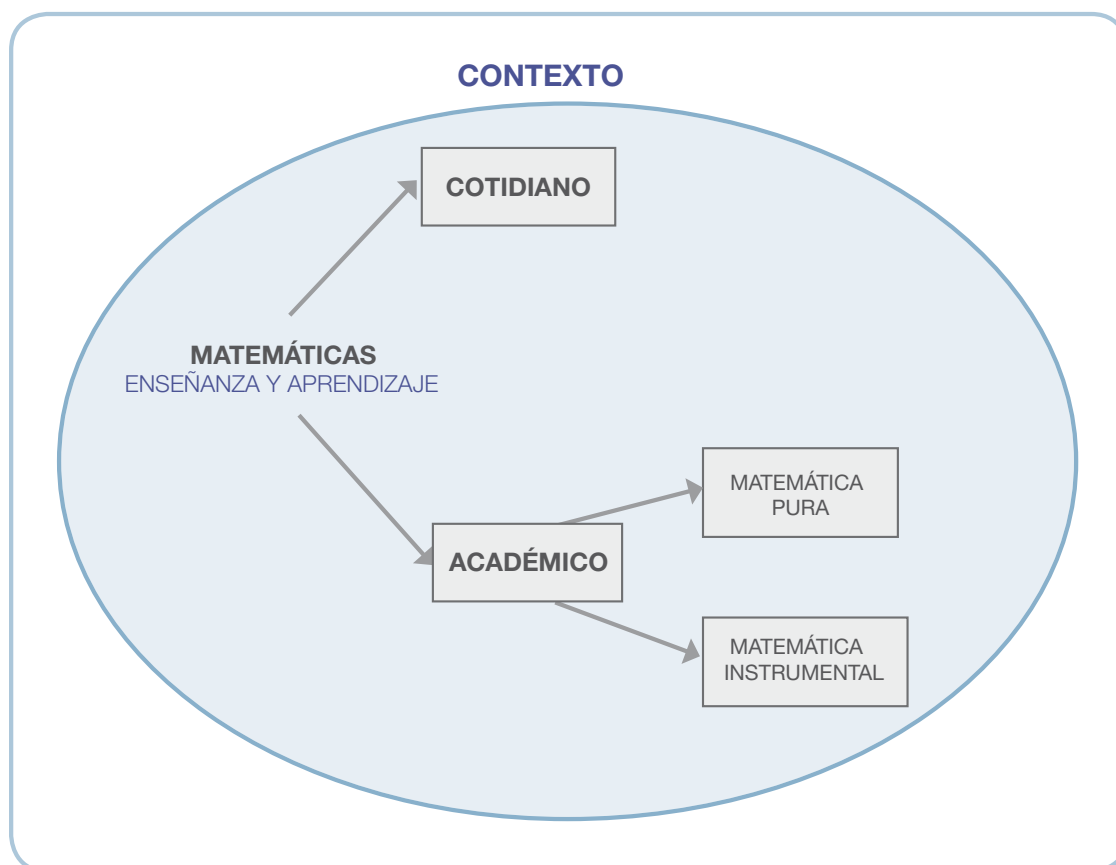 CONTEXTO
COTIDIANO
MATEMÁTICAS
ENSEÑANZA Y APRENDIZAJE
ACADÉMICO
MATEMÁTICA
PURA
MATEMÁTICA
INSTRUMENTAL